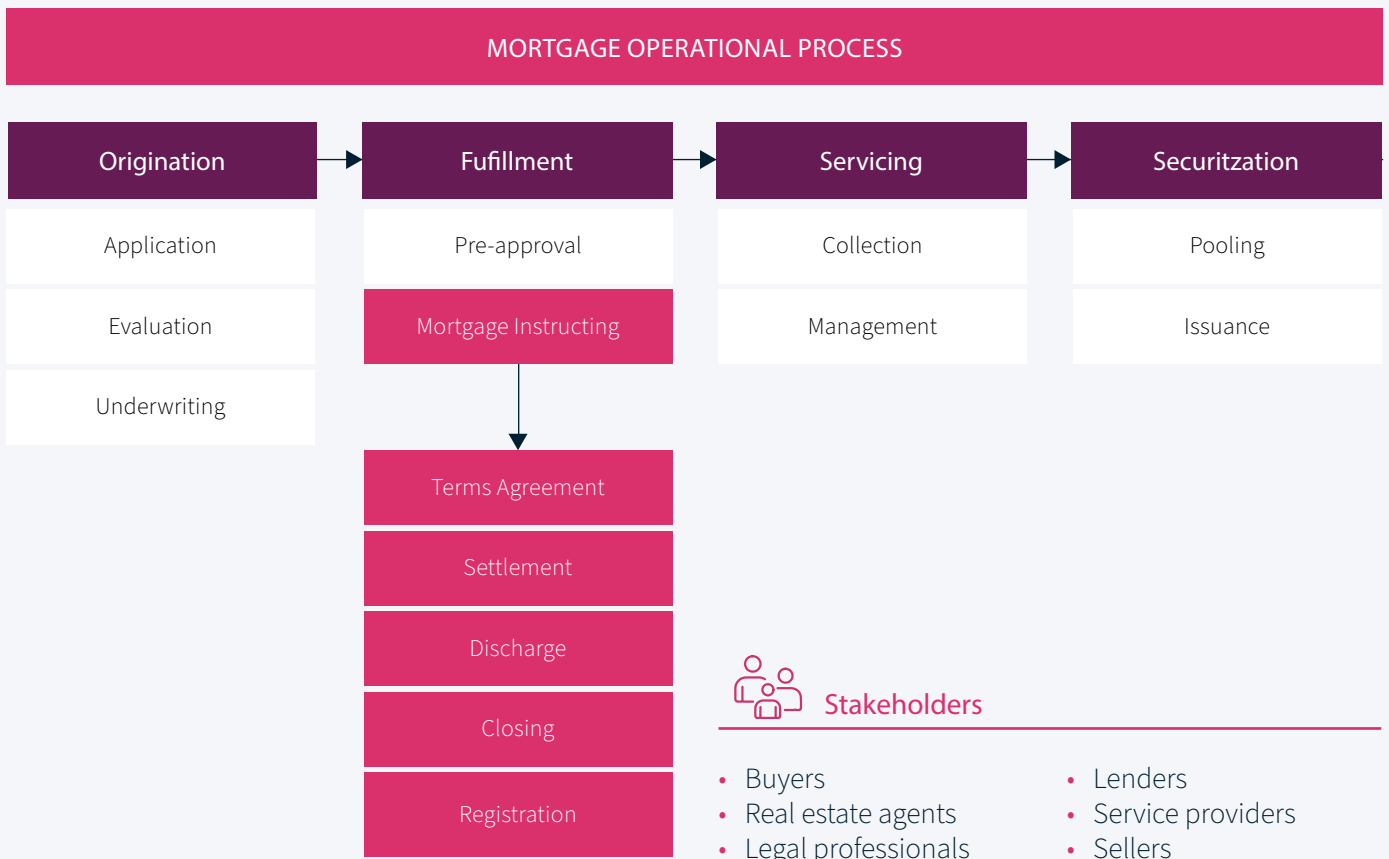 MORTGAGE OPERATIONAL PROCESS
Origination
Fufillment
Servicing
Securitzation
Application
Pre-approval
Collection
Pooling
Evaluation
Mortgage Instructing
Management
Issuance
Underwriting
Terms Agreement
Settlement
Discharge
Closing
Registration
Stakeholders
• Buyers
• Real estate agents
• Legal professionals
• Lenders
• Service providers
• Sellers